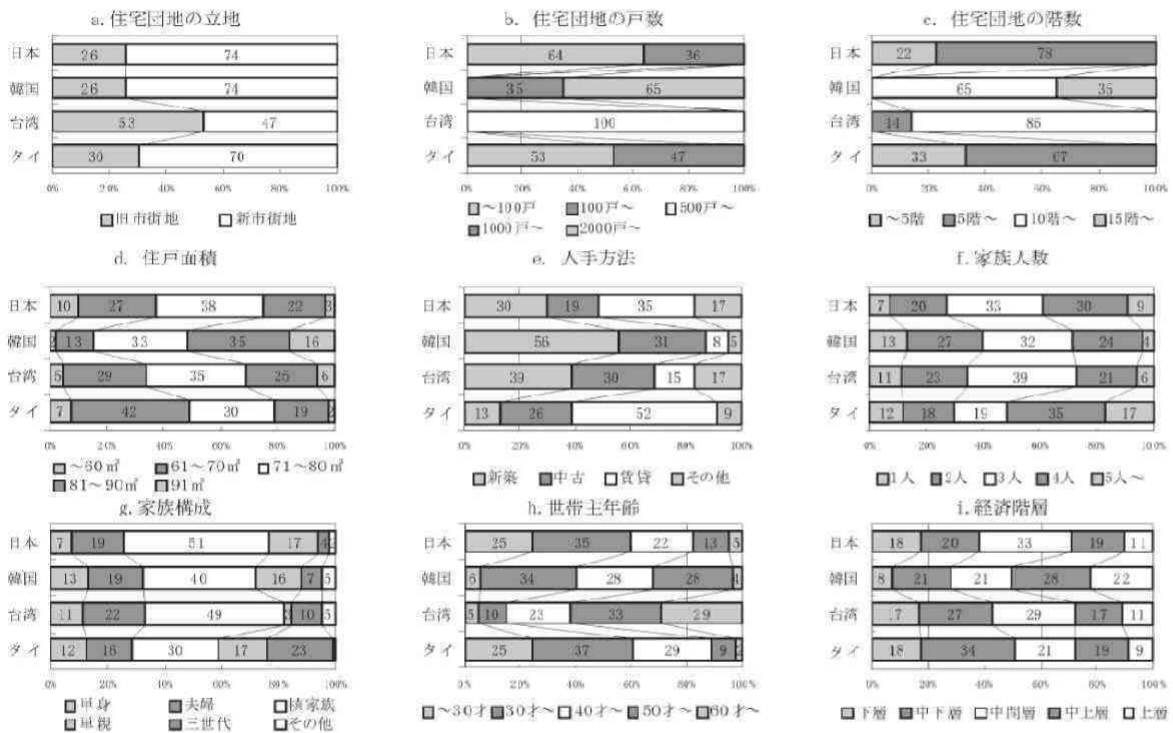 a.住宅団地の立地
日本 26 74
韓国 26 74
台湾 53 47
タイ 30 70
0% 20% 40% 60% 80% 100%
旧市街地 新市街地
b.住宅団地の戸数
日本 64 36
韓国 35 65
台湾 100
タイ 53 47
0% 20% 40% 60% 80% 100%
～100戸 100戸～ 500戸～
1000戸～ 2000戸～
c.住宅団地の階数
日本 22 78
韓国 65 35
台湾 14 86
タイ 33 67
0% 20% 40% 60% 80% 100%
～5階 5階～ 10階～ 15階～
d. 住戸面積
日本 10 27 38 22 3
韓国 2 13 33 35 16
台湾 5 29 35 25 6
タイ 7 42 30 19 2
0% 20% 40% 60% 80% 100%
～60㎡ 61～70㎡ 71～80㎡
81～90㎡ 91㎡
e. 入手方法
日本 30 19 35 17
韓国 56 31 8 5
台湾 39 30 15 17
タイ 13 26 52 9
0% 20% 40% 60% 80% 100%
新築 中古 賃貸 その他
f.家族人数
日本 7 20 33 30 9
韓国 13 27 32 24 4
台湾 11 23 39 21 6
タイ 12 18 19 35 17
0% 20% 40% 60% 80% 100%
1人 2人 3人 4人 5人～
g.家族構成
日本 7 19 51 17 4 2
韓国 13 19 40 16 7 5
台湾 11 22 49 3 10 5
タイ 12 16 30 17 23
0% 20% 40% 60% 80% 100%
単身 夫婦 核家族
単親 三世代 その他
h.世帯主年齢
日本 25 35 22 13 5
韓国 6 34 28 28 4
台湾 5 10 23 33 29
タイ 25 37 29 9 2
0% 20% 40% 60% 80% 100%
～30才 30才～ 40才～ 50才～ 60才～
i.経済階層
日本 18 20 33 19 11
韓国 8 21 21 28 22
台湾 17 27 29 17 11
タイ 18 34 21 19 9
0% 20% 40% 60% 80% 100%
下層 中下層 中間層 中上層 上層